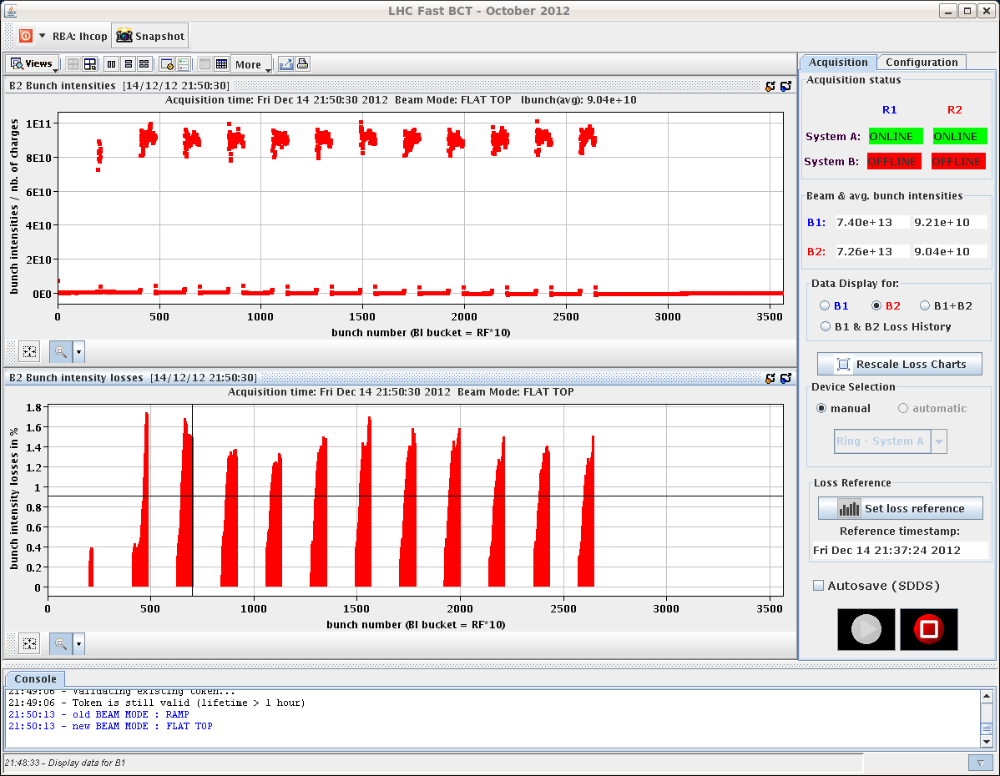 LHC Fast BCT - October 2012
RBA: lhcop
Snapshot
Views
More
B2 Bunch intensities [14/12/12 21:50:30]
Acquisition time: Fri Dec 14 21:50:30 2012 Beam Mode: FLAT TOP Ibunch(avg): 9.04e+10
bunch intensities / nb. of charges
1E11
8E10
6E10
4E10
2E10
0E0
0 500 1000 1500 2000 2500 3000 3500
bunch number (BI bucket = RF*10)
B2 Bunch intensity losses [14/12/12 21:50:30]
Acquisition time: Fri Dec 14 21:50:30 2012 Beam Mode: FLAT TOP
bunch intensity losses in %
1.8
1.6
1.4
1.2
1
0.8
0.6
0.4
0.2
0
0 500 1000 1500 2000 2500 3000 3500
bunch number (BI bucket = RF*10)
Acquisition Configuration
Acquisition status
R1 R2
System A: ONLINE ONLINE
System B: OFFLINE OFFLINE
Beam & avg. bunch intensities
B1: 7.40e+13 9.21e+10
B2: 7.26e+13 9.04e+10
Data Display for:
B1 B2 B1+B2
B1 & B2 Loss History
Rescale Loss Charts
Device Selection
manual automatic
Ring - System A
Loss Reference
Set loss reference
Reference timestamp:
Fri Dec 14 21:37:24 2012
Autosave (SDDS)
Console
21:49:06 - Validating existing token...
21:49:06 - Token is still valid (lifetime > 1 hour)
21:50:13 - old BEAM MODE : RAMP
21:50:13 - new BEAM MODE : FLAT TOP
21:48:33 - Display data for B1